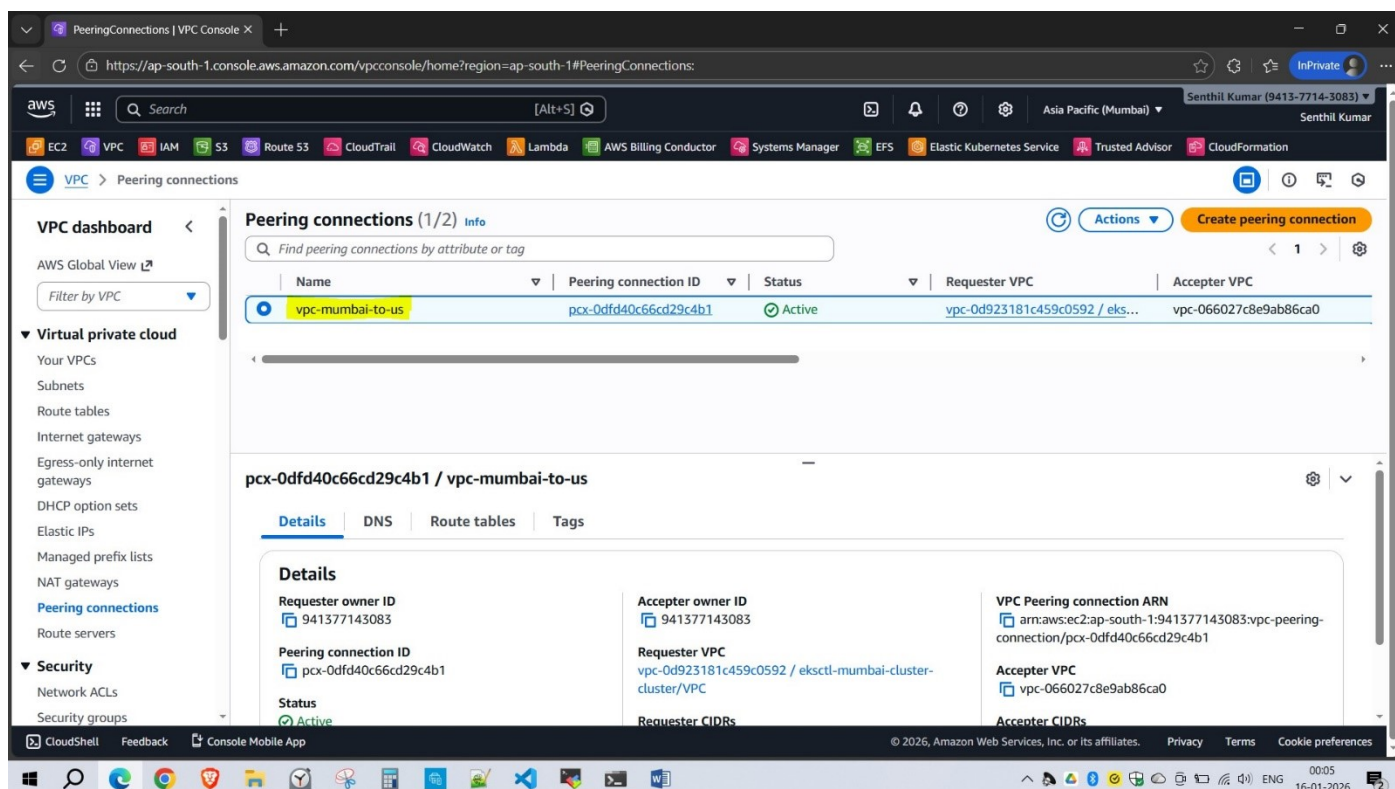 PeeringConnections | VPC Console
https://ap-south-1.console.aws.amazon.com/vpcconsole/home?region=ap-south-1#PeeringConnections:
InPrivate
aws
Search
[Alt+S]
Asia Pacific (Mumbai)
Senthil Kumar (9413-7714-3083)
Senthil Kumar
EC2 VPC IAM S3 Route 53 CloudTrail CloudWatch Lambda AWS Billing Conductor Systems Manager EFS Elastic Kubernetes Service Trusted Advisor CloudFormation
VPC > Peering connections
VPC dashboard
AWS Global View
Filter by VPC
Virtual private cloud
Your VPCs
Subnets
Route tables
Internet gateways
Egress-only internet
gateways
DHCP option sets
Elastic IPs
Managed prefix lists
NAT gateways
Peering connections
Route servers
Security
Network ACLs
Security groups
Peering connections (1/2) Info
Actions
Create peering connection
Find peering connections by attribute or tag
1
Name Peering connection ID Status Requester VPC Accepter VPC
vpc-mumbai-to-us pcx-0dfd40c66cd29c4b1 Active vpc-0d923181c459c0592 / eks... vpc-066027c8e9ab86ca0
pcx-0dfd40c66cd29c4b1 / vpc-mumbai-to-us
Details DNS Route tables Tags
Details
Requester owner ID
941377143083
Peering connection ID
pcx-0dfd40c66cd29c4b1
Status
Active
Accepter owner ID
941377143083
Requester VPC
vpc-0d923181c459c0592 / eksctl-mumbai-cluster-
cluster/VPC
Requester CIDRs
VPC Peering connection ARN
arn:aws:ec2:ap-south-1:941377143083:vpc-peering-
connection/pcx-0dfd40c66cd29c4b1
Accepter VPC
vpc-066027c8e9ab86ca0
Accepter CIDRs
CloudShell Feedback Console Mobile App
© 2026, Amazon Web Services, Inc. or its affiliates. Privacy Terms Cookie preferences
ENG
00:05
16-01-2026